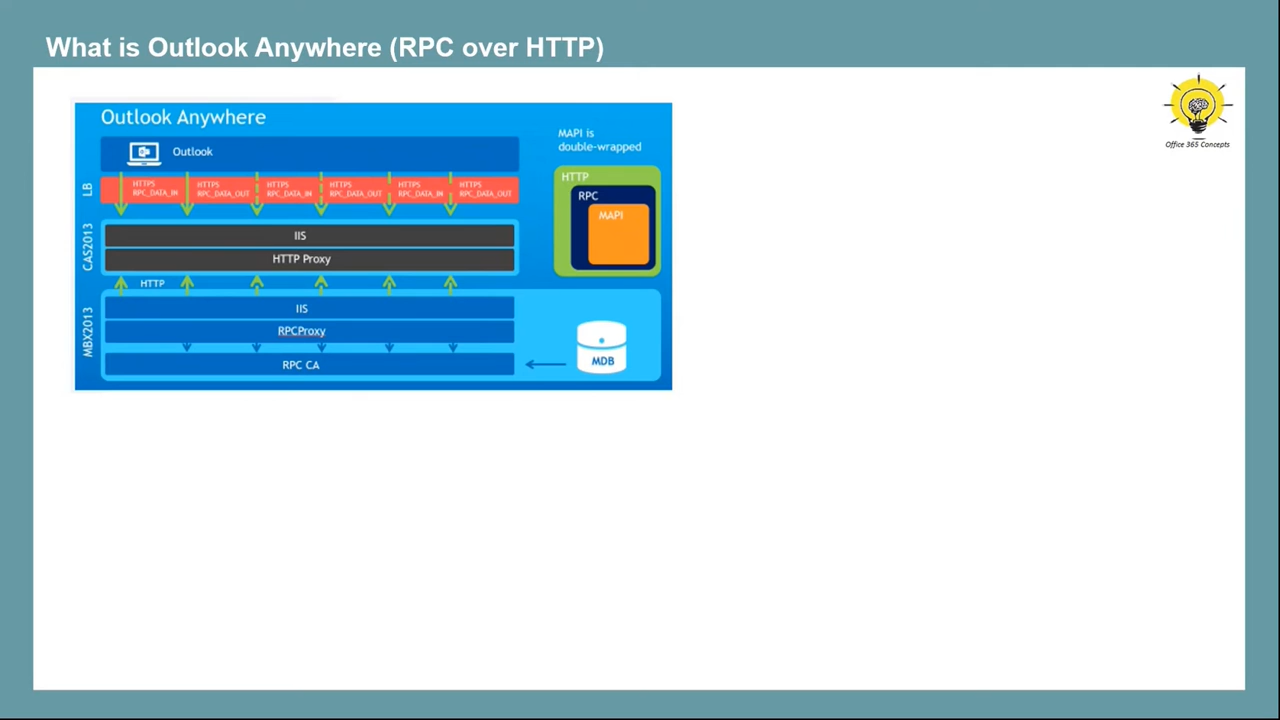 What is Outlook Anywhere (RPC over HTTP)
Office 365 Concepts
Outlook Anywhere
Outlook
LB
HTTPS HTTPS HTTPS HTTPS HTTPS HTTPS
RPC_DATA_IN RPC_DATA_OUT RPC_DATA_IN RPC_DATA_OUT RPC_DATA_IN RPC_DATA_OUT
CAS2013
IIS
HTTP Proxy
HTTP
MBX2013
IIS
RPCProxy
RPC CA
MDB
MAPI is
double-wrapped
HTTP
RPC
MAPI